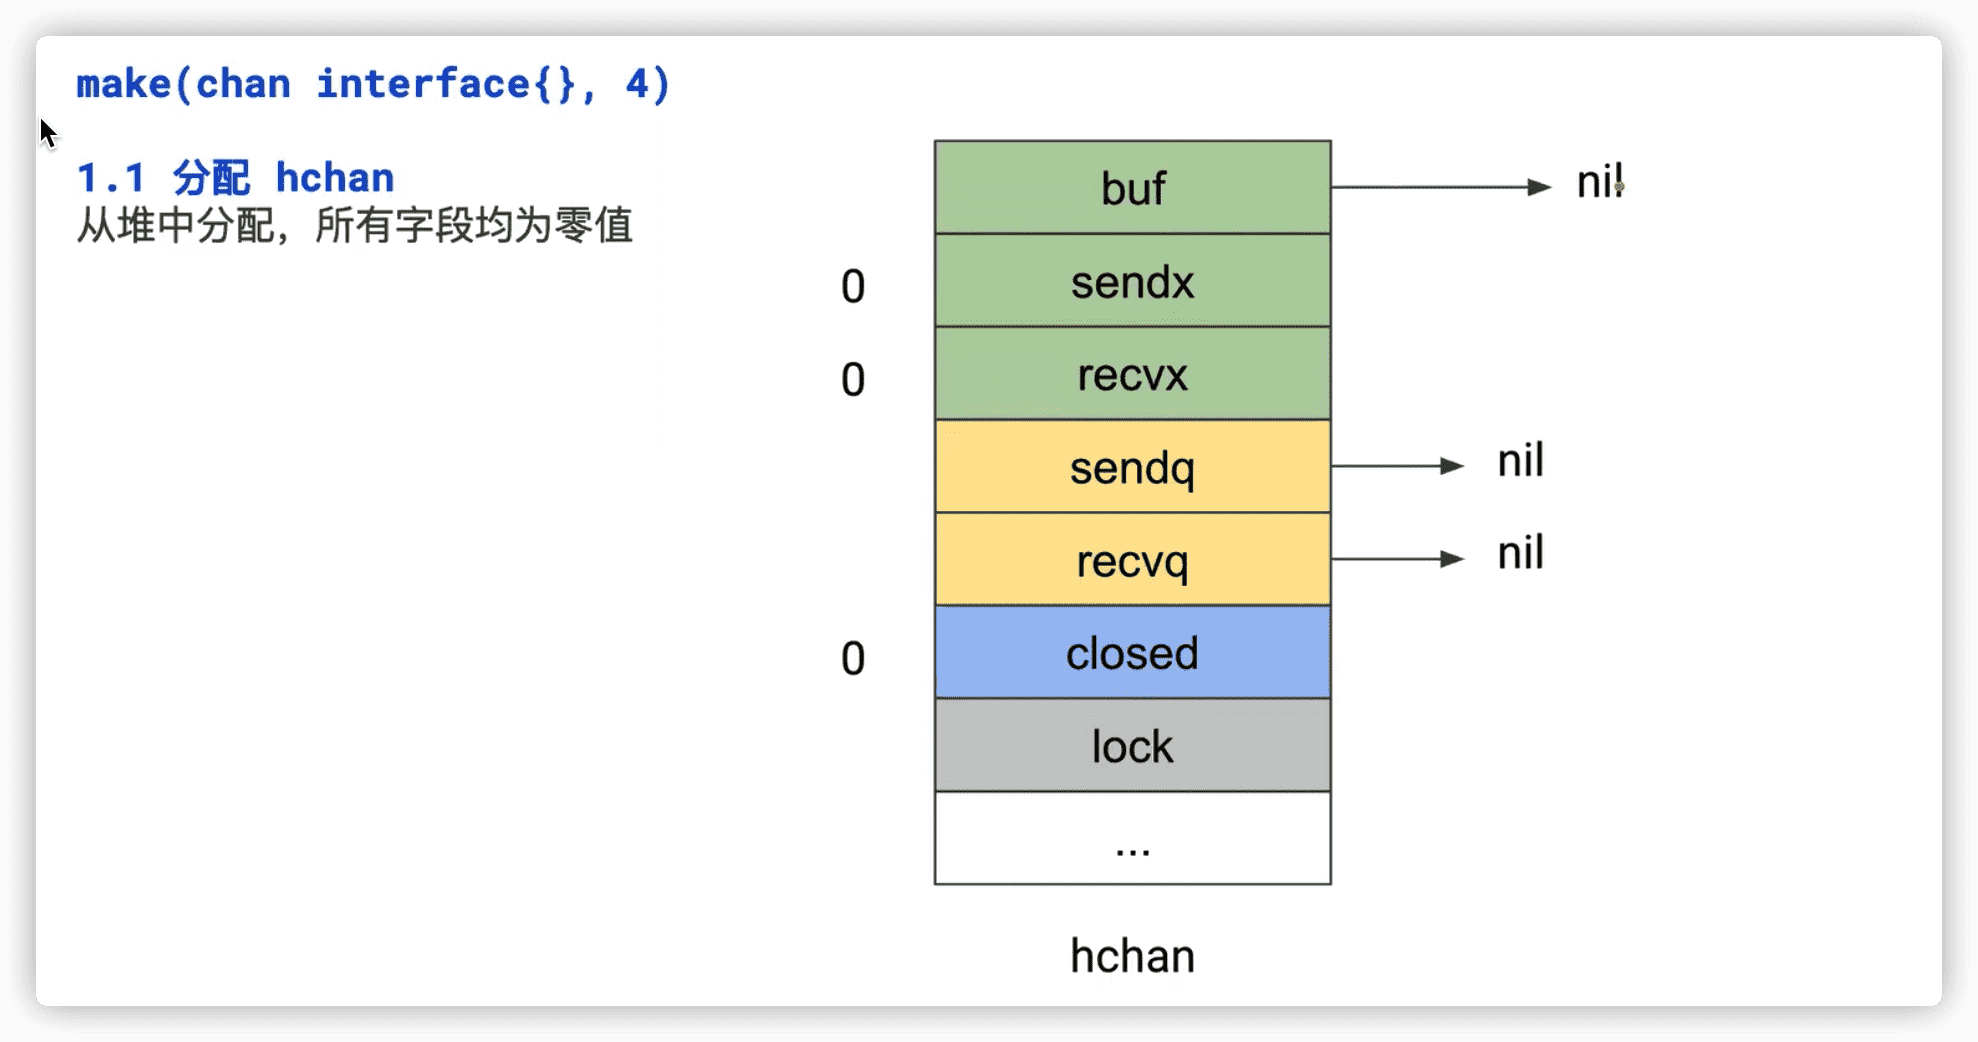 make(chan interface{}, 4)
1.1 分配 hchan
从堆中分配，所有字段均为零值
buf
nil
0
sendx
0
recvx
sendq
nil
recvq
nil
0
closed
lock
...
hchan